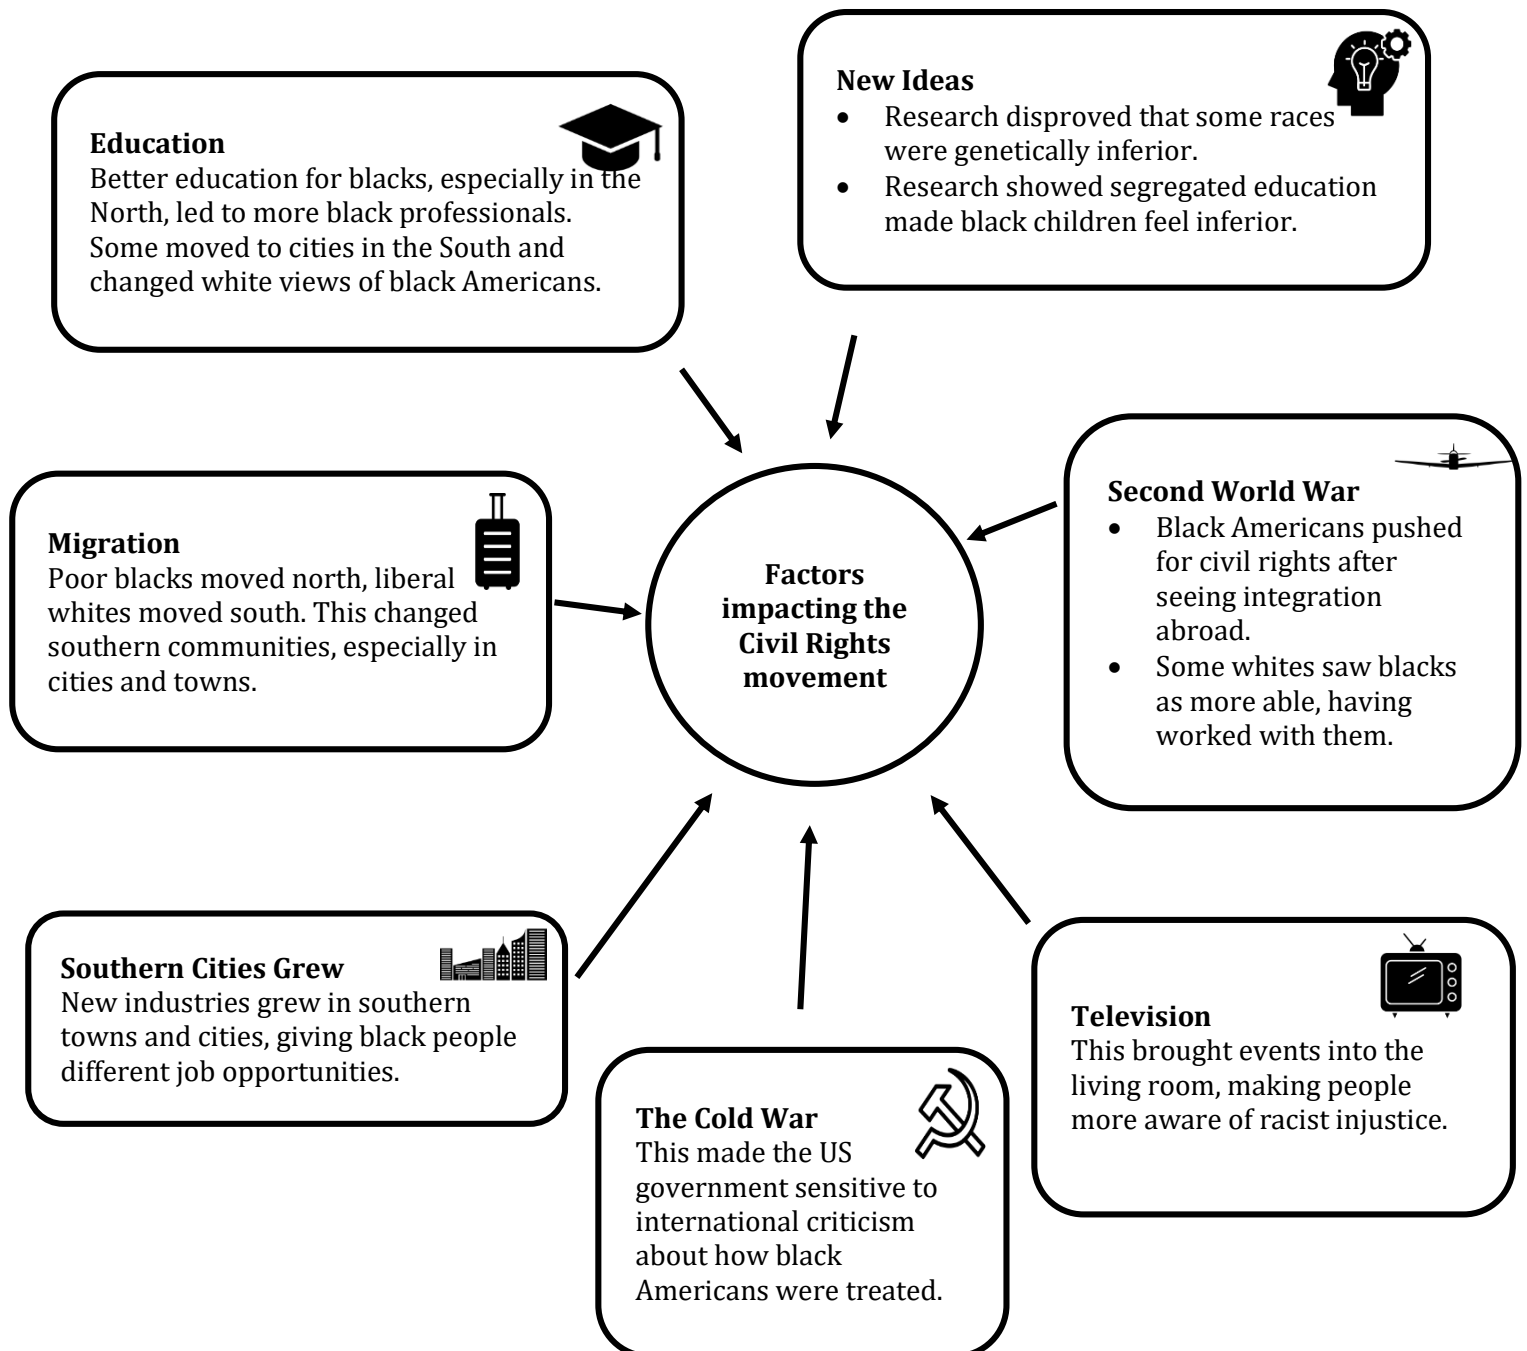 Education
Better education for blacks, especially in the
North, led to more black professionals.
Some moved to cities in the South and
changed white views of black Americans.
New Ideas
• Research disproved that some races
were genetically inferior.
• Research showed segregated education
made black children feel inferior.
Migration
Poor blacks moved north, liberal
whites moved south. This changed
southern communities, especially in
cities and towns.
Factors
impacting the
Civil Rights
movement
Second World War
• Black Americans pushed
for civil rights after
seeing integration
abroad.
• Some whites saw blacks
as more able, having
worked with them.
Southern Cities Grew
New industries grew in southern
towns and cities, giving black people
different job opportunities.
The Cold War
This made the US
government sensitive to
international criticism
about how black
Americans were treated.
Television
This brought events into the
living room, making people
more aware of racist injustice.